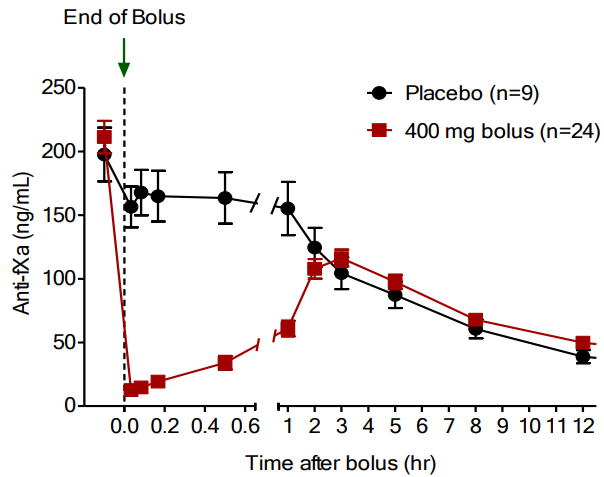 End of Bolus
250
200
150
100
50
0
Anti-fXa (ng/mL)
Placebo (n=9)
400 mg bolus (n=24)
0.0 0.2 0.4 0.6 1 2 3 4 5 6 7 8 9 10 11 12
Time after bolus (hr)